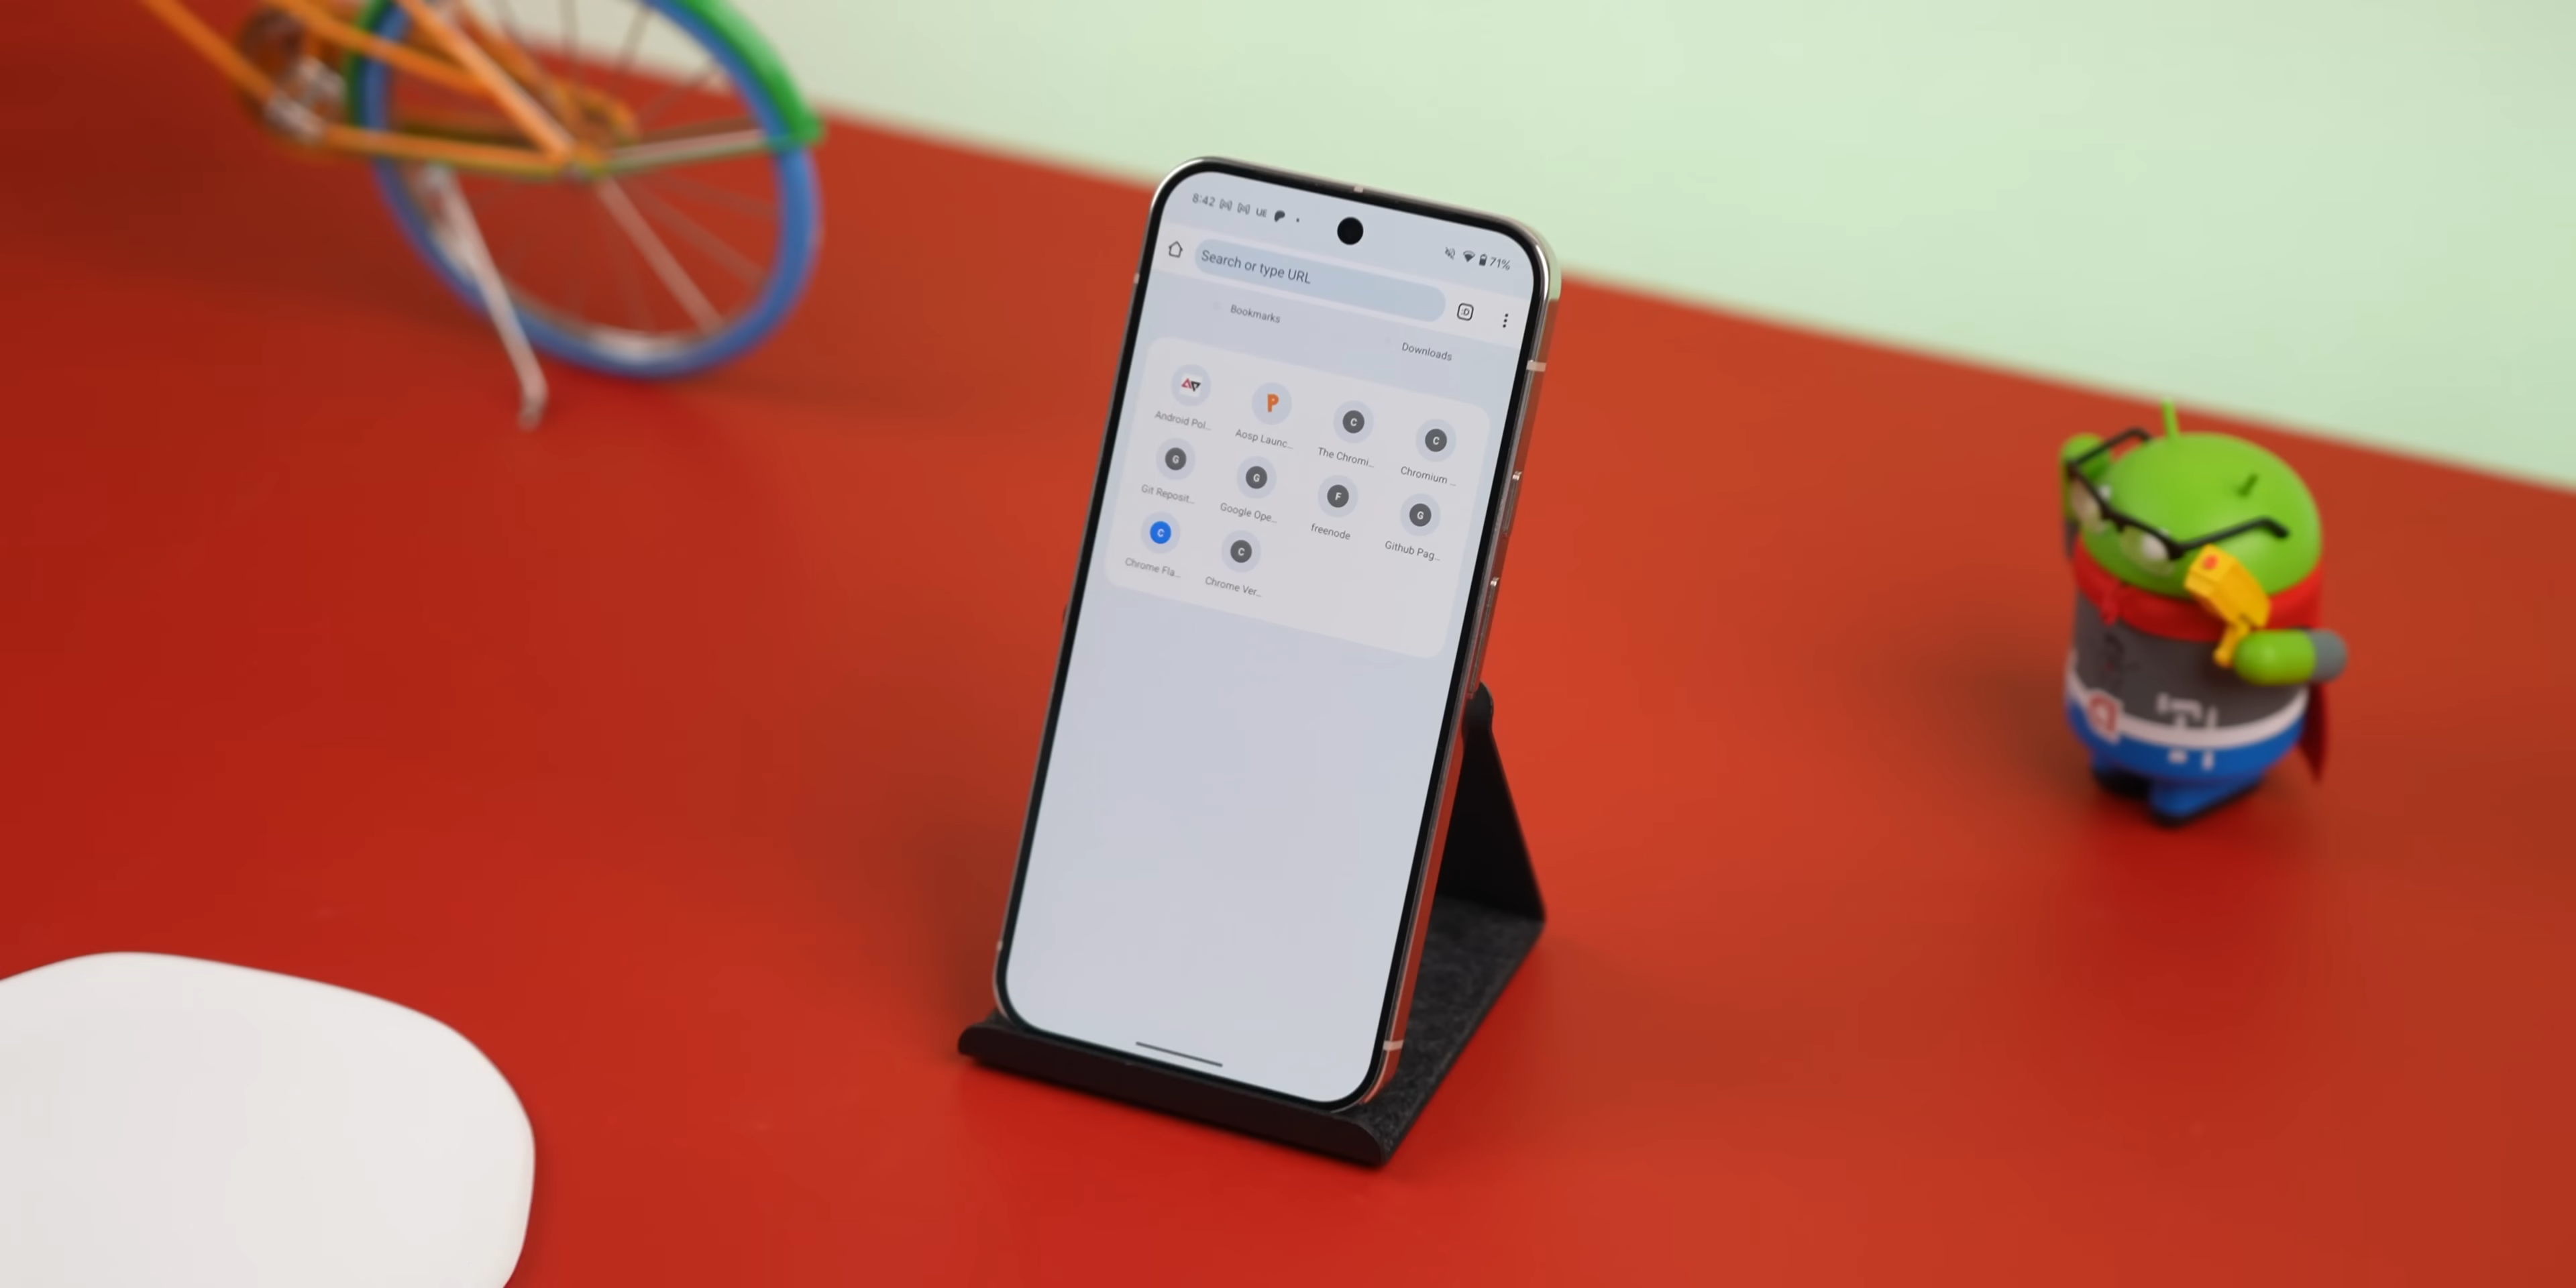 8:42 UE 71%
Search or type URL :D
Bookmarks
Downloads
P C C
Android Pol... Aosp Launc... The Chromi... Chromium ...
G G F G
Git Reposit... Google Ope... freenode Github Pag...
C C
Chrome Fla... Chrome Ver...